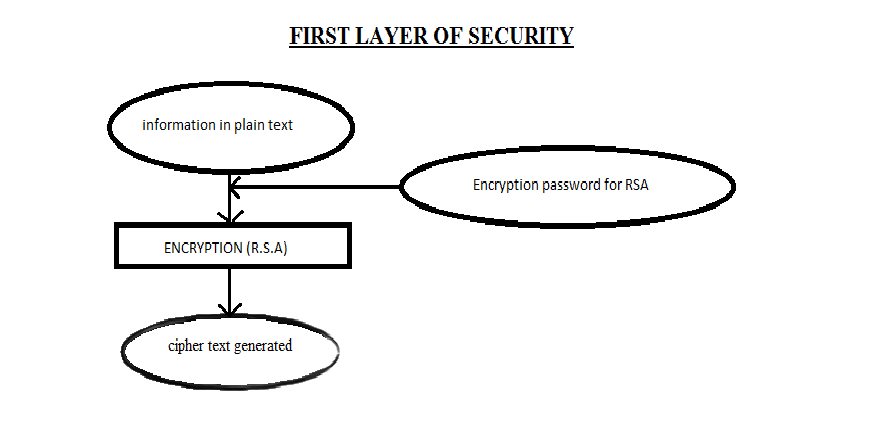 FIRST LAYER OF SECURITY
information in plain text
Encryption password for RSA
ENCRYPTION (R.S.A)
cipher text generated